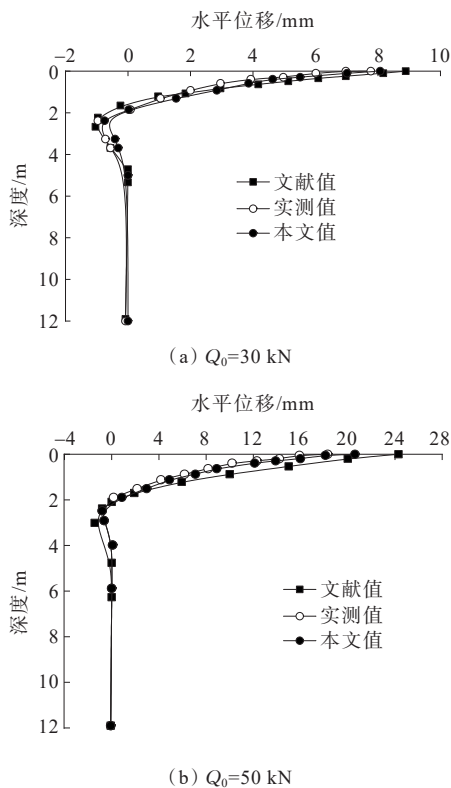 水平位移/mm
−2 0 2 4 6 8 10
0
2
4
6
8
10
12
深度/m
文献值
实测值
本文值
(a) Q₀=30 kN
水平位移/mm
−4 0 4 8 12 16 20 24 28
0
2
4
6
8
10
12
深度/m
文献值
实测值
本文值
(b) Q₀=50 kN